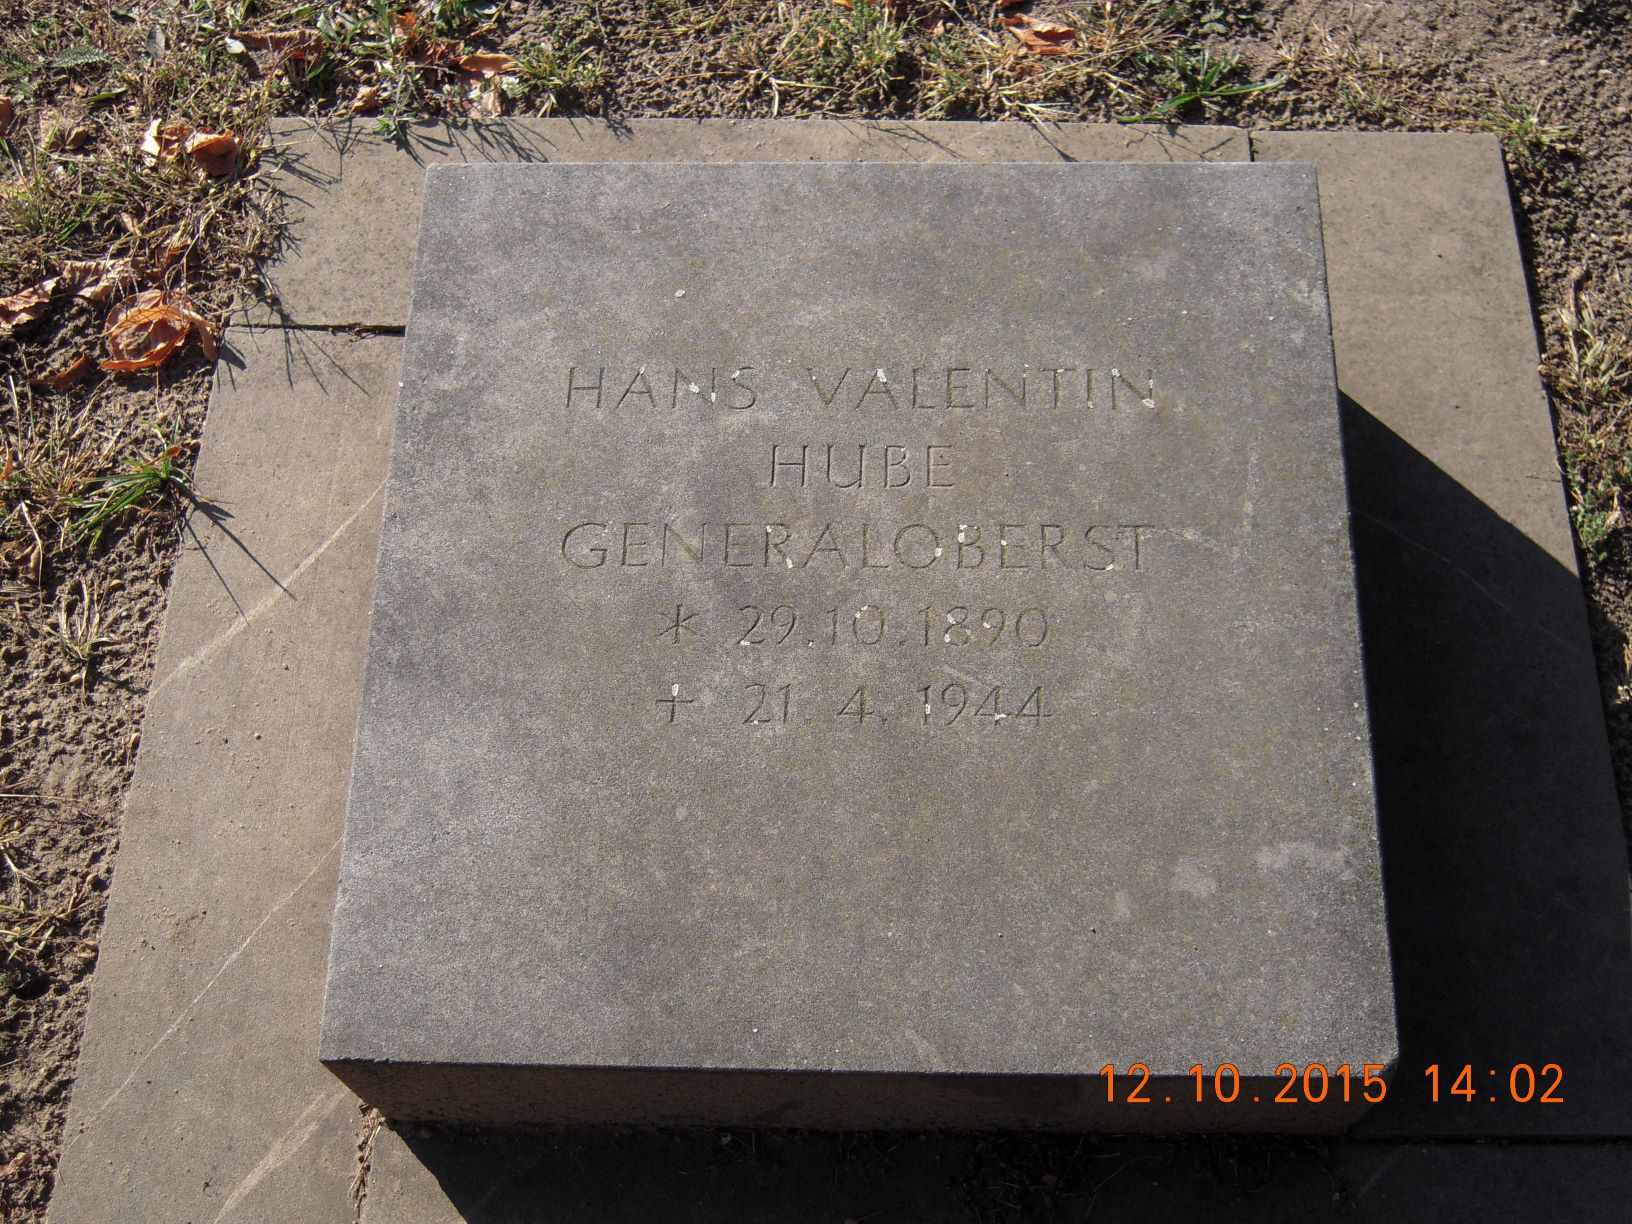 HANS VALENTIN
HUBE
GENERALOBERST
* 29.10.1890
+ 21.4.1944
12.10.2015 14:02